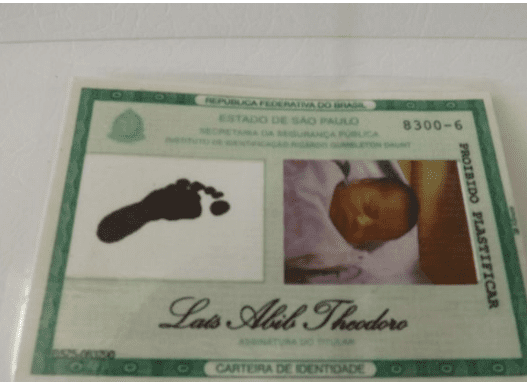 REPÚBLICA FEDERATIVA DO BRASIL
ESTADO DE SÃO PAULO
8300-6
SECRETARIA DA SEGURANÇA PÚBLICA
INSTITUTO DE IDENTIFICAÇÃO RICARDO GUMBLETON DAUNT
PROIBIDO PLASTIFICAR
Laís Abib Theodoro
ASSINATURA DO TITULAR
CARTEIRA DE IDENTIDADE